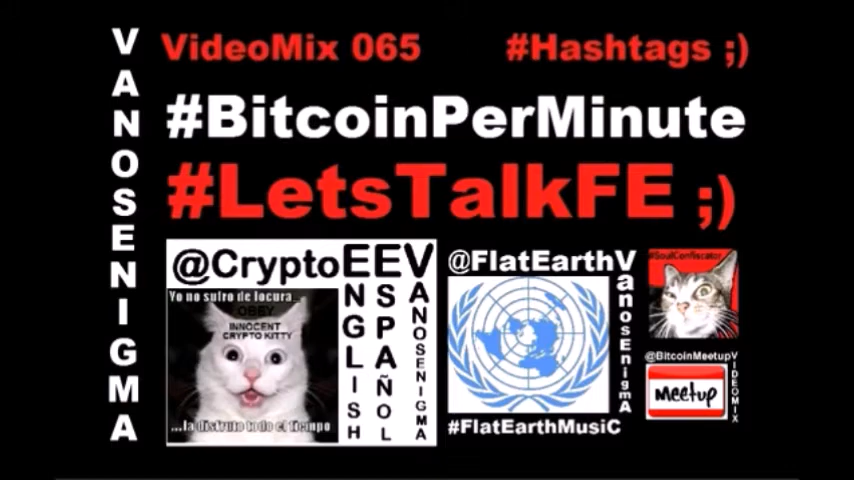 VANOSENIGMA
VideoMix 065 #Hashtags ;)
#BitcoinPerMinute
#LetsTalkFE ;)
@CryptoEEV
ENGLISH
ESPAÑOL
VANOSENIGMA
Yo no sufro de locura...
OBEY
INNOCENT
CRYPTO KITTY
...la disfruto todo el tiempo
@FlatEarthV
VanosEnigmA
#FlatEarthMusiC
#SoulConfiscator
@BitcoinMeetupV
VIDEOMIX
Meetup